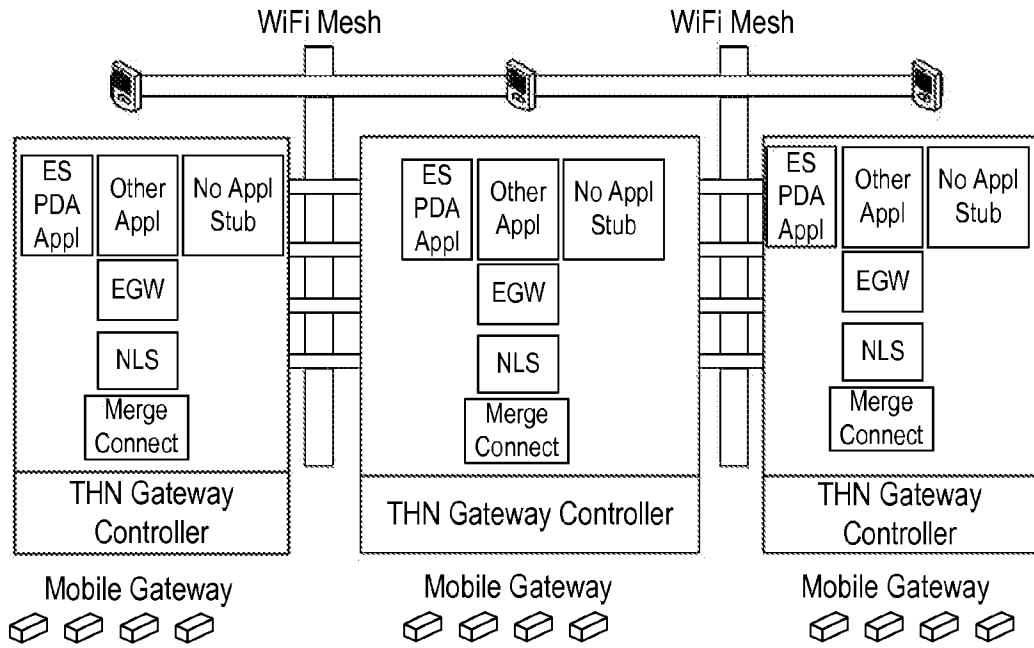 WiFi Mesh
WiFi Mesh
ES
PDA
Appl
Other
Appl
No Appl
Stub
EGW
NLS
Merge
Connect
THN Gateway
Controller
Mobile Gateway
ES
PDA
Appl
Other
Appl
No Appl
Stub
EGW
NLS
Merge
Connect
THN Gateway Controller
Mobile Gateway
ES
PDA
Appl
Other
Appl
No Appl
Stub
EGW
NLS
Merge
Connect
THN Gateway
Controller
Mobile Gateway